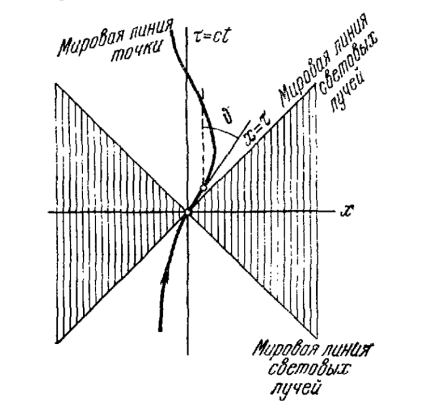 Мировая линия
точки
τ=ct
ϑ
x=τ
Мировая линия
световых
лучей
x
Мировая линия
световых
лучей